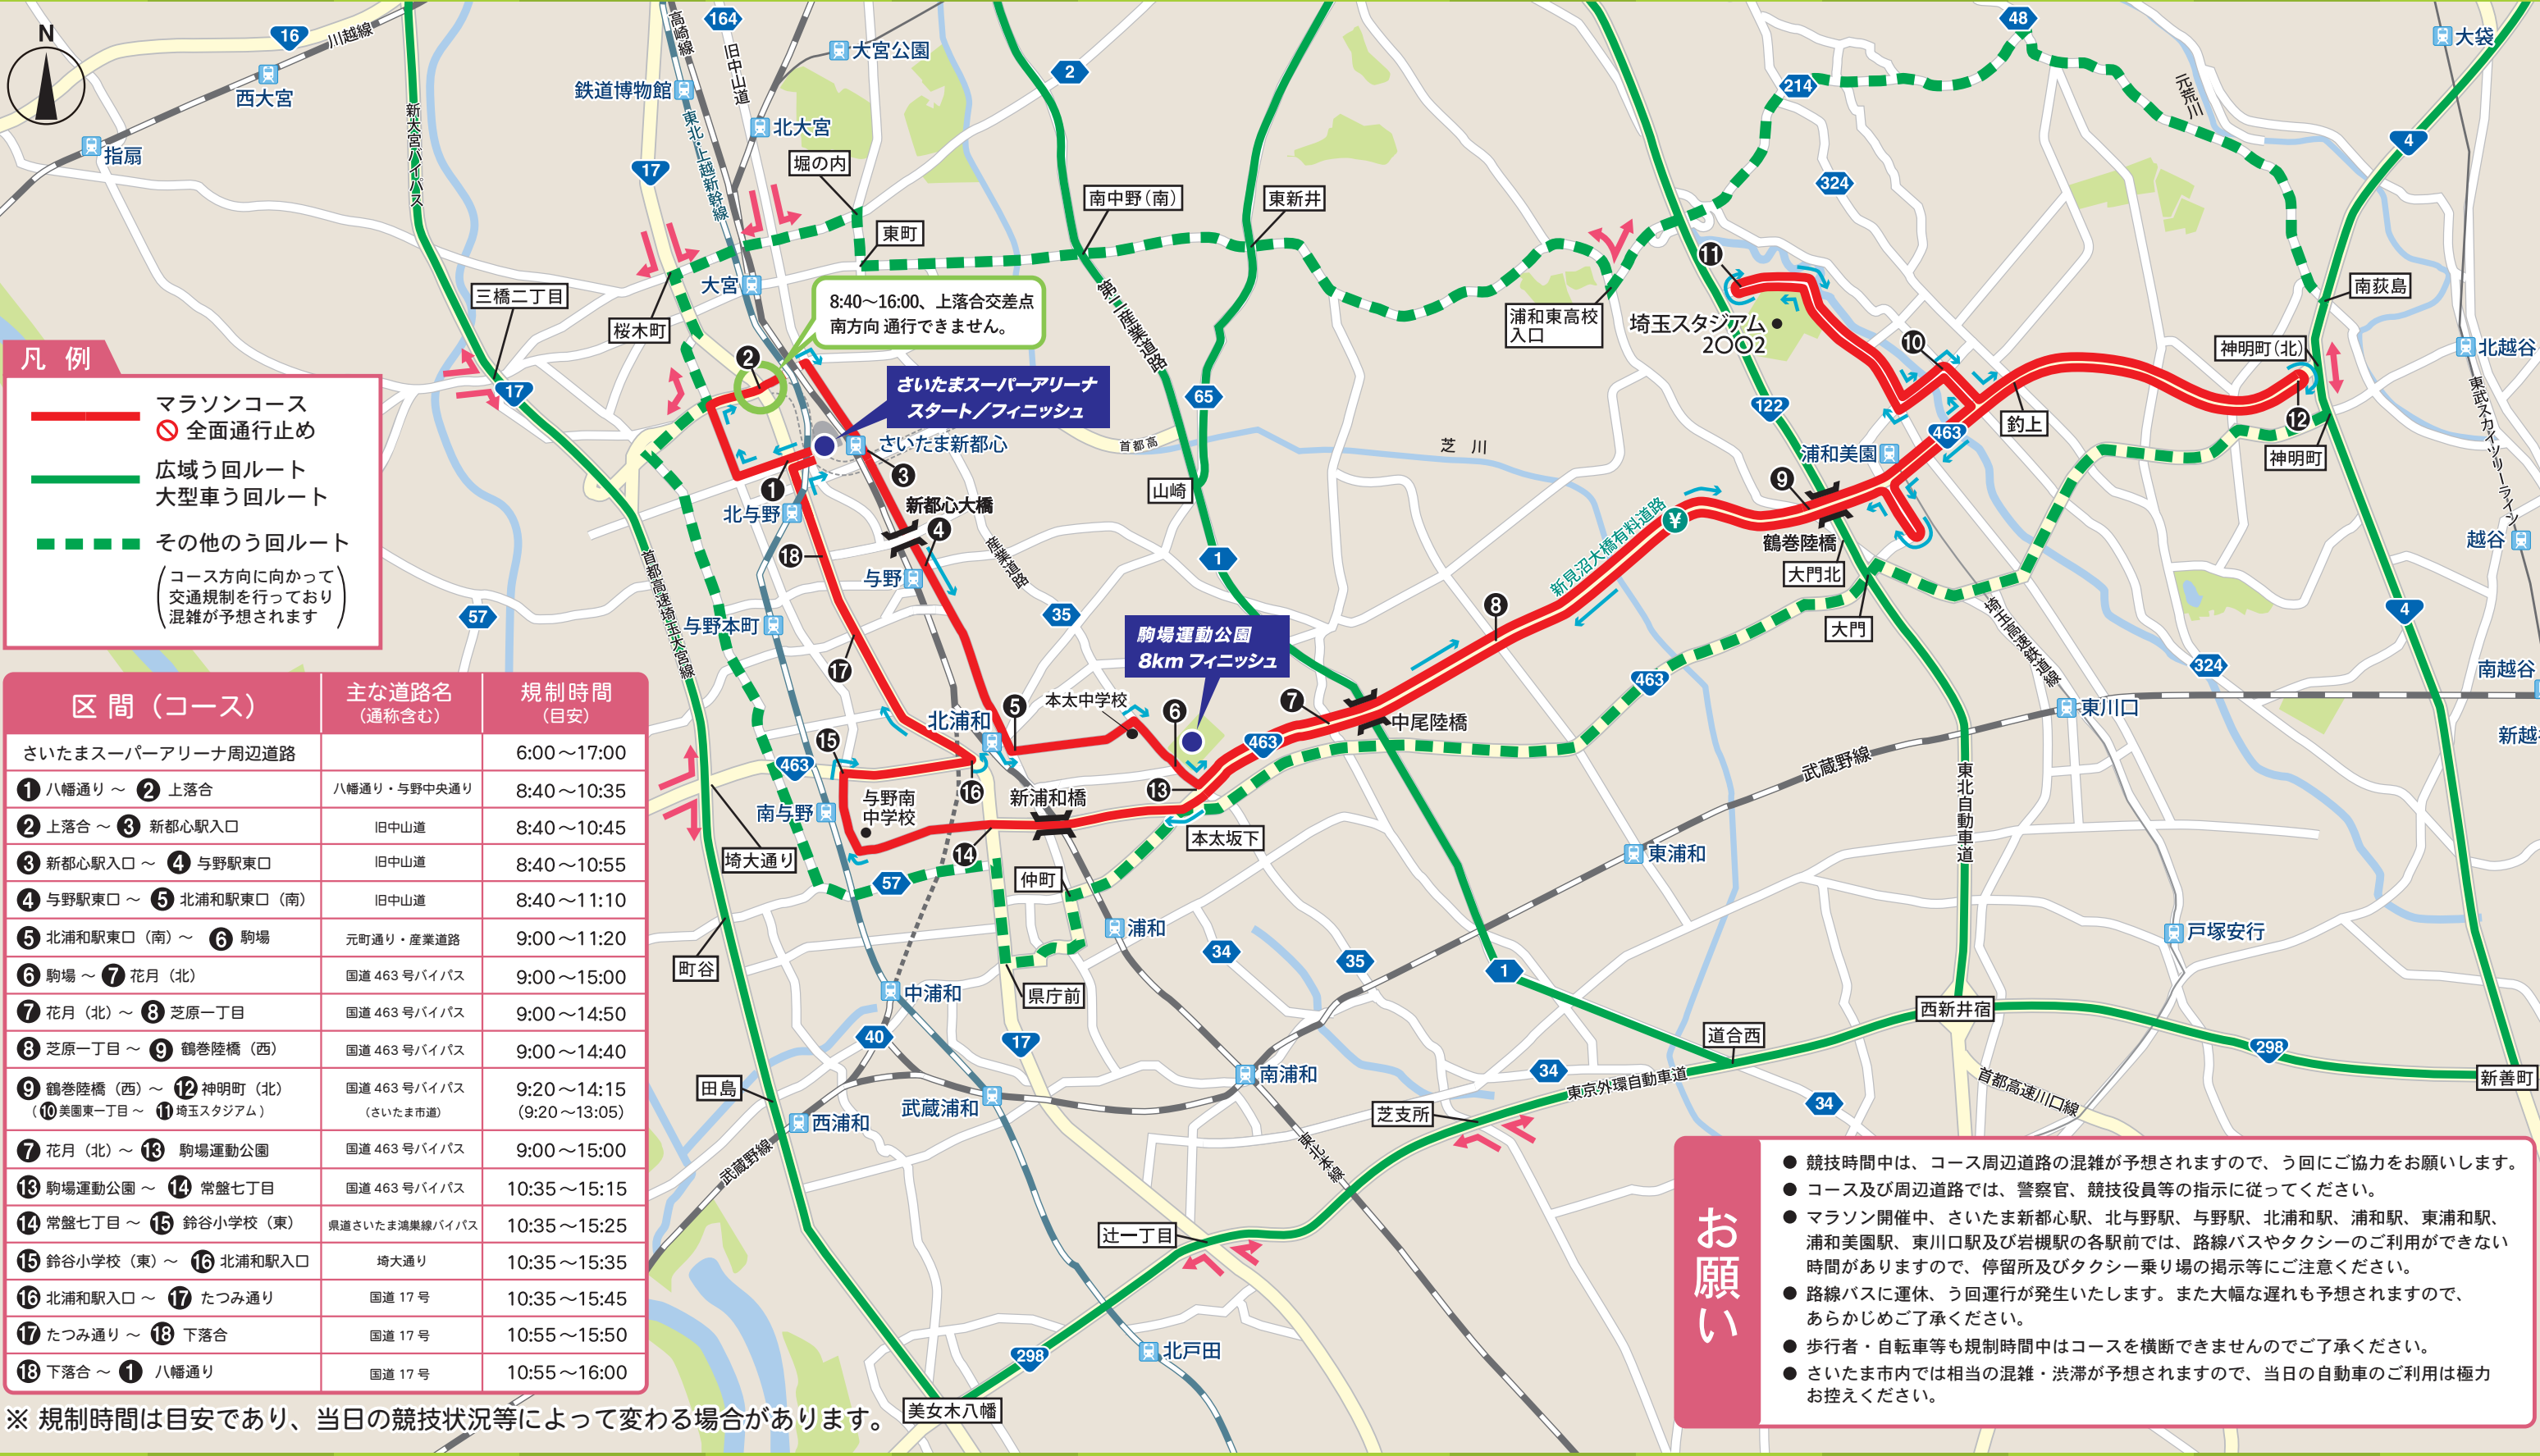 N
16
川越線
高崎線
164
旧中山道
大宮公園
2
48
大袋
西大宮
鉄道博物館
214
元荒川
新大宮バイパス
東北・上越新幹線
北大宮
4
指扇
堀の内
17
324
南中野(南)
東新井
東町
11
大宮
三橋二丁目
桜木町
8:40〜16:00、上落合交差点
南方向 通行できません。
第二産業道路
浦和東高校
入口
埼玉スタジアム
2〇〇2
南荻島
10
神明町(北)
北越谷
2
17
さいたまスーパーアリーナ
スタート／フィニッシュ
65
122
12
東武スカイツリーライン
さいたま新都心
首都高
芝川
463
釣上
浦和美園
神明町
3
1
山崎
9
新都心大橋
北与野
4
新見沼大橋有料道路
¥
鶴巻陸橋
越谷
18
産業道路
1
与野
大門北
首都高速埼玉大宮線
57
与野本町
35
8
大門
埼玉高速鉄道線
4
駒場運動公園
8km フィニッシュ
17
463
324
南越谷
北浦和
5
本太中学校
6
7
中尾陸橋
東川口
15
463
463
武蔵野線
新越
16
13
東北自動車道
南与野
与野南
中学校
新浦和橋
埼大通り
14
本太坂下
57
仲町
東浦和
浦和
戸塚安行
町谷
34
35
1
中浦和
県庁前
西新井宿
40
17
道合西
298
新善町
田島
南浦和
34
東京外環自動車道
首都高速川口線
西浦和
武蔵浦和
芝支所
34
武蔵野線
東北本線
辻一丁目
298
北戸田
美女木八幡
凡 例
マラソンコース
全面通行止め
広域う回ルート
大型車う回ルート
その他のう回ルート
(コース方向に向かって
交通規制を行っており
混雑が予想されます)
区 間（コース） 主な道路名（通称含む） 規制時間（目安）
さいたまスーパーアリーナ周辺道路 6:00〜17:00
1 八幡通り 〜 2 上落合 八幡通り・与野中央通り 8:40〜10:35
2 上落合 〜 3 新都心駅入口 旧中山道 8:40〜10:45
3 新都心駅入口 〜 4 与野駅東口 旧中山道 8:40〜10:55
4 与野駅東口 〜 5 北浦和駅東口（南） 旧中山道 8:40〜11:10
5 北浦和駅東口（南）〜 6 駒場 元町通り・産業道路 9:00〜11:20
6 駒場 〜 7 花月（北） 国道 463 号バイパス 9:00〜15:00
7 花月（北）〜 8 芝原一丁目 国道 463 号バイパス 9:00〜14:50
8 芝原一丁目 〜 9 鶴巻陸橋（西） 国道 463 号バイパス 9:00〜14:40
9 鶴巻陸橋（西）〜 12 神明町（北） 国道 463 号バイパス 9:20〜14:15
（10 美園東一丁目 〜 11 埼玉スタジアム） （さいたま市道） （9:20〜13:05）
7 花月（北）〜 13 駒場運動公園 国道 463 号バイパス 9:00〜15:00
13 駒場運動公園 〜 14 常盤七丁目 国道 463 号バイパス 10:35〜15:15
14 常盤七丁目 〜 15 鈴谷小学校（東） 県道さいたま鴻巣線バイパス 10:35〜15:25
15 鈴谷小学校（東）〜 16 北浦和駅入口 埼大通り 10:35〜15:35
16 北浦和駅入口 〜 17 たつみ通り 国道 17 号 10:35〜15:45
17 たつみ通り 〜 18 下落合 国道 17 号 10:55〜15:50
18 下落合 〜 1 八幡通り 国道 17 号 10:55〜16:00
※ 規制時間は目安であり、当日の競技状況等によって変わる場合があります。
お願い
● 競技時間中は、コース周辺道路の混雑が予想されますので、う回にご協力をお願いします。
● コース及び周辺道路では、警察官、競技役員等の指示に従ってください。
● マラソン開催中、さいたま新都心駅、北与野駅、与野駅、北浦和駅、浦和駅、東浦和駅、
浦和美園駅、東川口駅及び岩槻駅の各駅前では、路線バスやタクシーのご利用ができない
時間がありますので、停留所及びタクシー乗り場の掲示等にご注意ください。
● 路線バスに運休、う回運行が発生いたします。また大幅な遅れも予想されますので、
あらかじめご了承ください。
● 歩行者・自転車等も規制時間中はコースを横断できませんのでご了承ください。
● さいたま市内では相当の混雑・渋滞が予想されますので、当日の自動車のご利用は極力
お控えください。